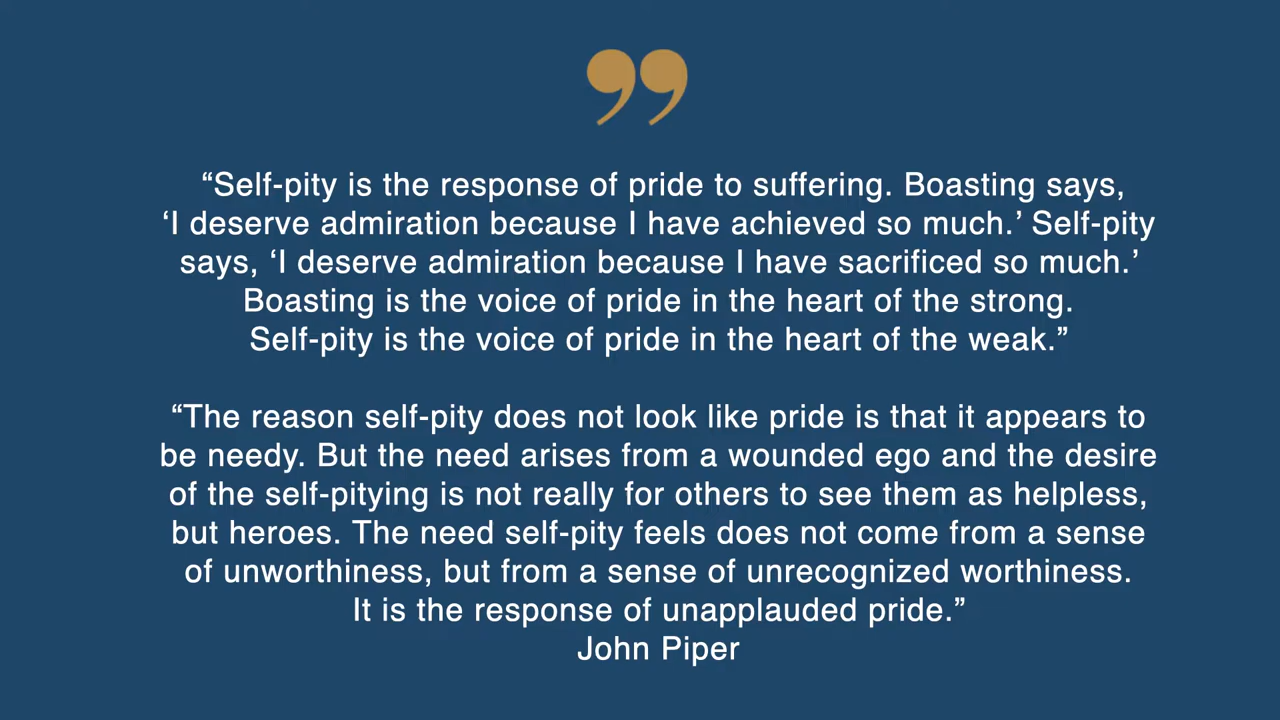 “Self-pity is the response of pride to suffering. Boasting says,
‘I deserve admiration because I have achieved so much.’ Self-pity
says, ‘I deserve admiration because I have sacrificed so much.’
Boasting is the voice of pride in the heart of the strong.
Self-pity is the voice of pride in the heart of the weak.”
“The reason self-pity does not look like pride is that it appears to
be needy. But the need arises from a wounded ego and the desire
of the self-pitying is not really for others to see them as helpless,
but heroes. The need self-pity feels does not come from a sense
of unworthiness, but from a sense of unrecognized worthiness.
It is the response of unapplauded pride.”
John Piper